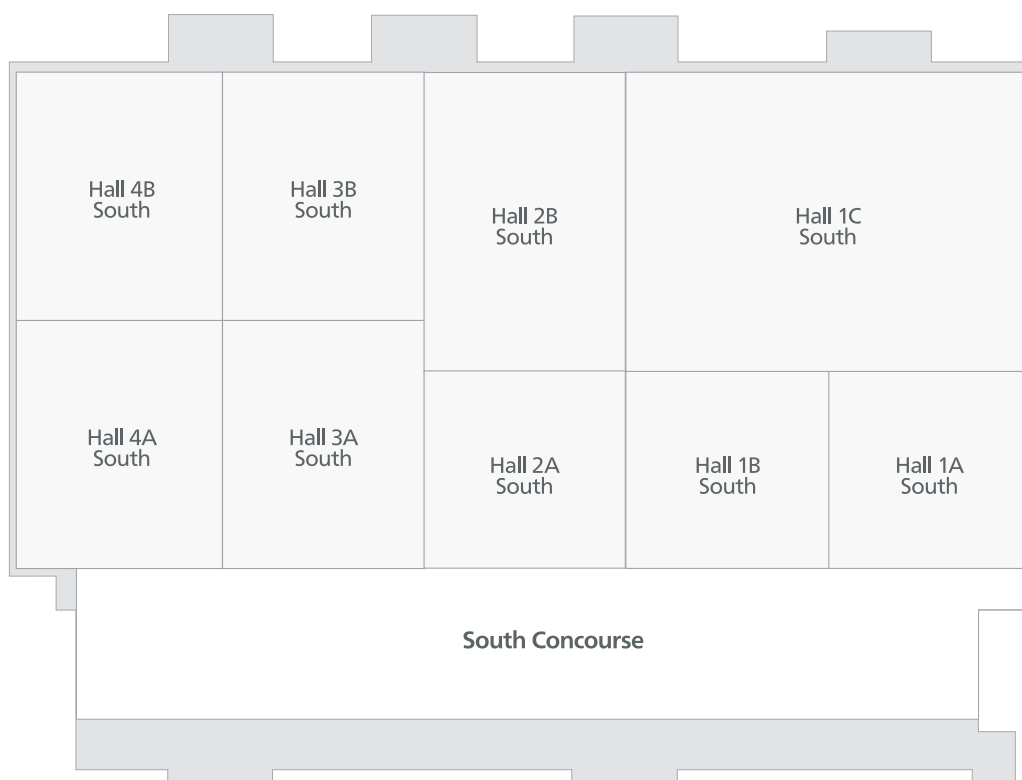 Hall 4B
South
Hall 3B
South
Hall 2B
South
Hall 1C
South
Hall 4A
South
Hall 3A
South
Hall 2A
South
Hall 1B
South
Hall 1A
South
South Concourse